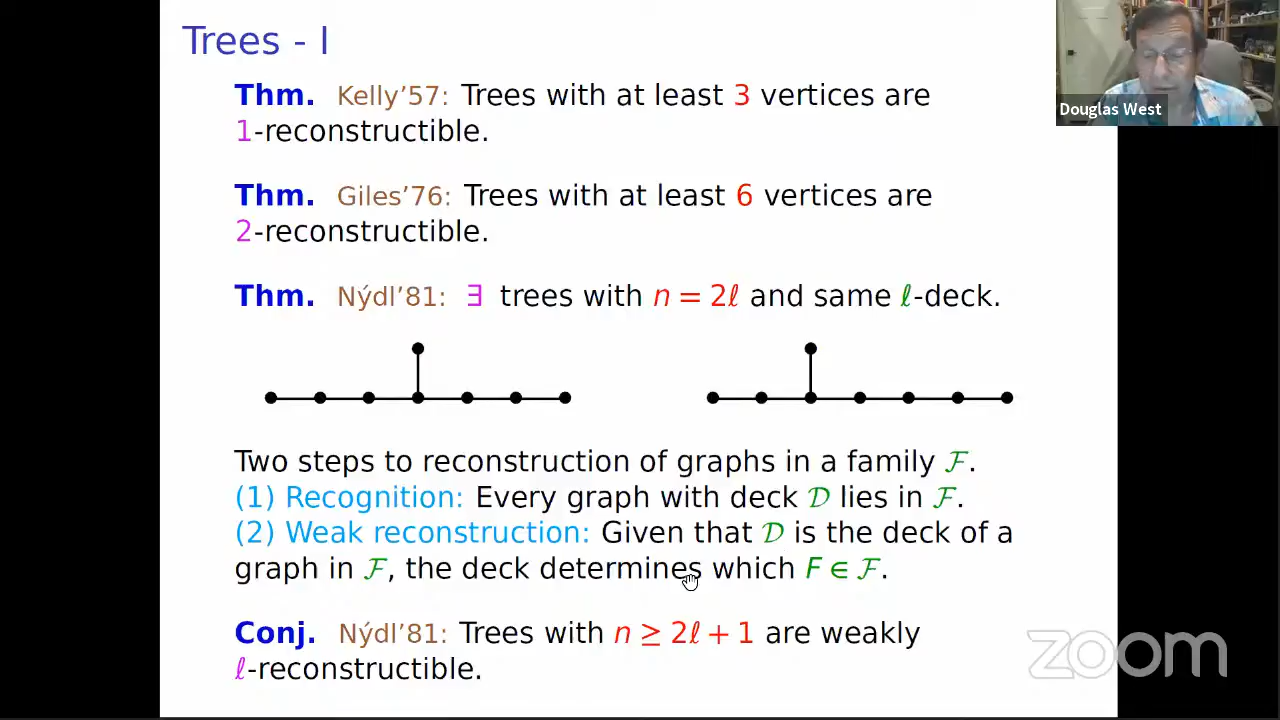 Trees - I
Thm. Kelly’57: Trees with at least 3 vertices are
1-reconstructible.
Thm. Giles’76: Trees with at least 6 vertices are
2-reconstructible.
Thm. Nýdl’81: ∃ trees with n = 2ℓ and same ℓ-deck.
Two steps to reconstruction of graphs in a family ℱ.
(1) Recognition: Every graph with deck 𝒟 lies in ℱ.
(2) Weak reconstruction: Given that 𝒟 is the deck of a
graph in ℱ, the deck determines which F ∈ ℱ.
Conj. Nýdl’81: Trees with n ≥ 2ℓ + 1 are weakly
ℓ-reconstructible.
Douglas West
zoom